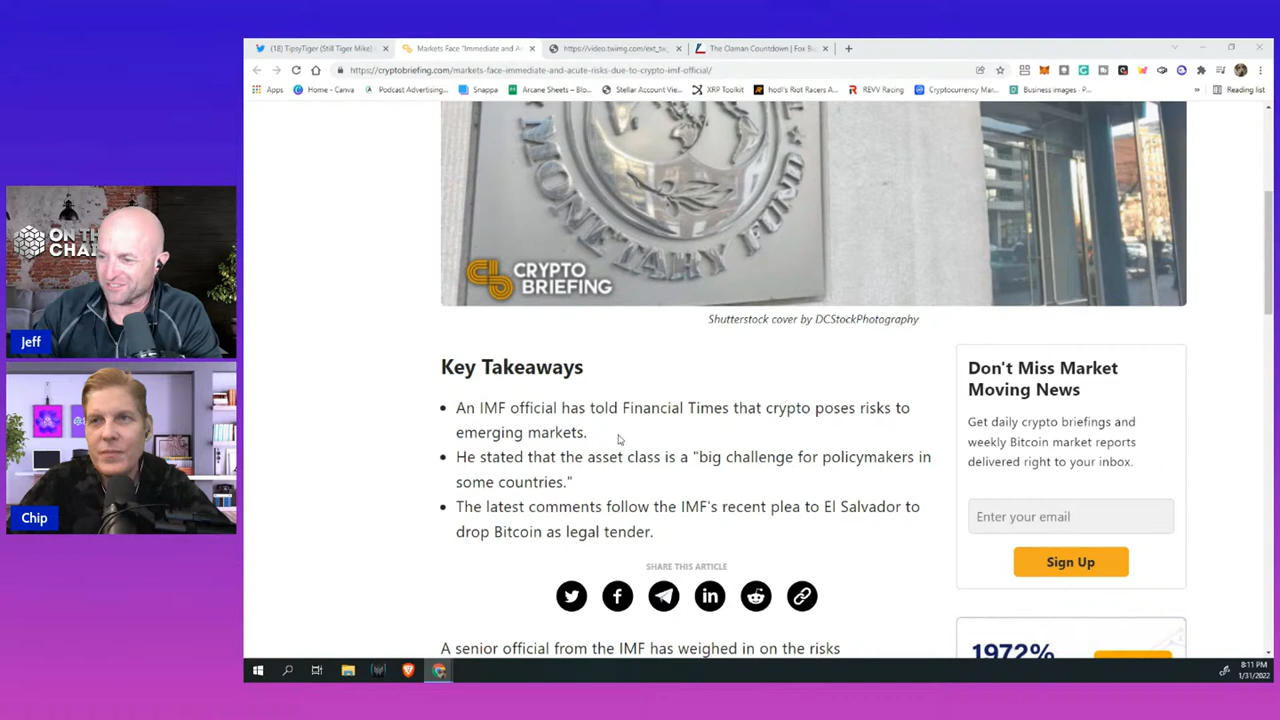 (18) TipsyTiger (Still Tiger Mike)
Markets Face "Immediate and Ac
https://video.twimg.com/ext_tw_
The Claman Countdown | Fox Bu
https://cryptobriefing.com/markets-face-immediate-and-acute-risks-due-to-crypto-imf-official/
Apps
Home - Canva
Podcast Advertising...
Snappa
Arcane Sheets – Blo...
Stellar Account Vie...
XRP Toolkit
hodl's Riot Racers A...
REVV Racing
Cryptocurrency Mar...
Business images · P...
»
Reading list
MONETARY FUND
CRYPTO
BRIEFING
Shutterstock cover by DCStockPhotography
ON THE
CHAI
Jeff
Chip
Key Takeaways
• An IMF official has told Financial Times that crypto poses risks to
emerging markets.
• He stated that the asset class is a "big challenge for policymakers in
some countries."
• The latest comments follow the IMF's recent plea to El Salvador to
drop Bitcoin as legal tender.
SHARE THIS ARTICLE
A senior official from the IMF has weighed in on the risks
Don't Miss Market
Moving News
Get daily crypto briefings and
weekly Bitcoin market reports
delivered right to your inbox.
Enter your email
Sign Up
1972%
8:11 PM
1/31/2022